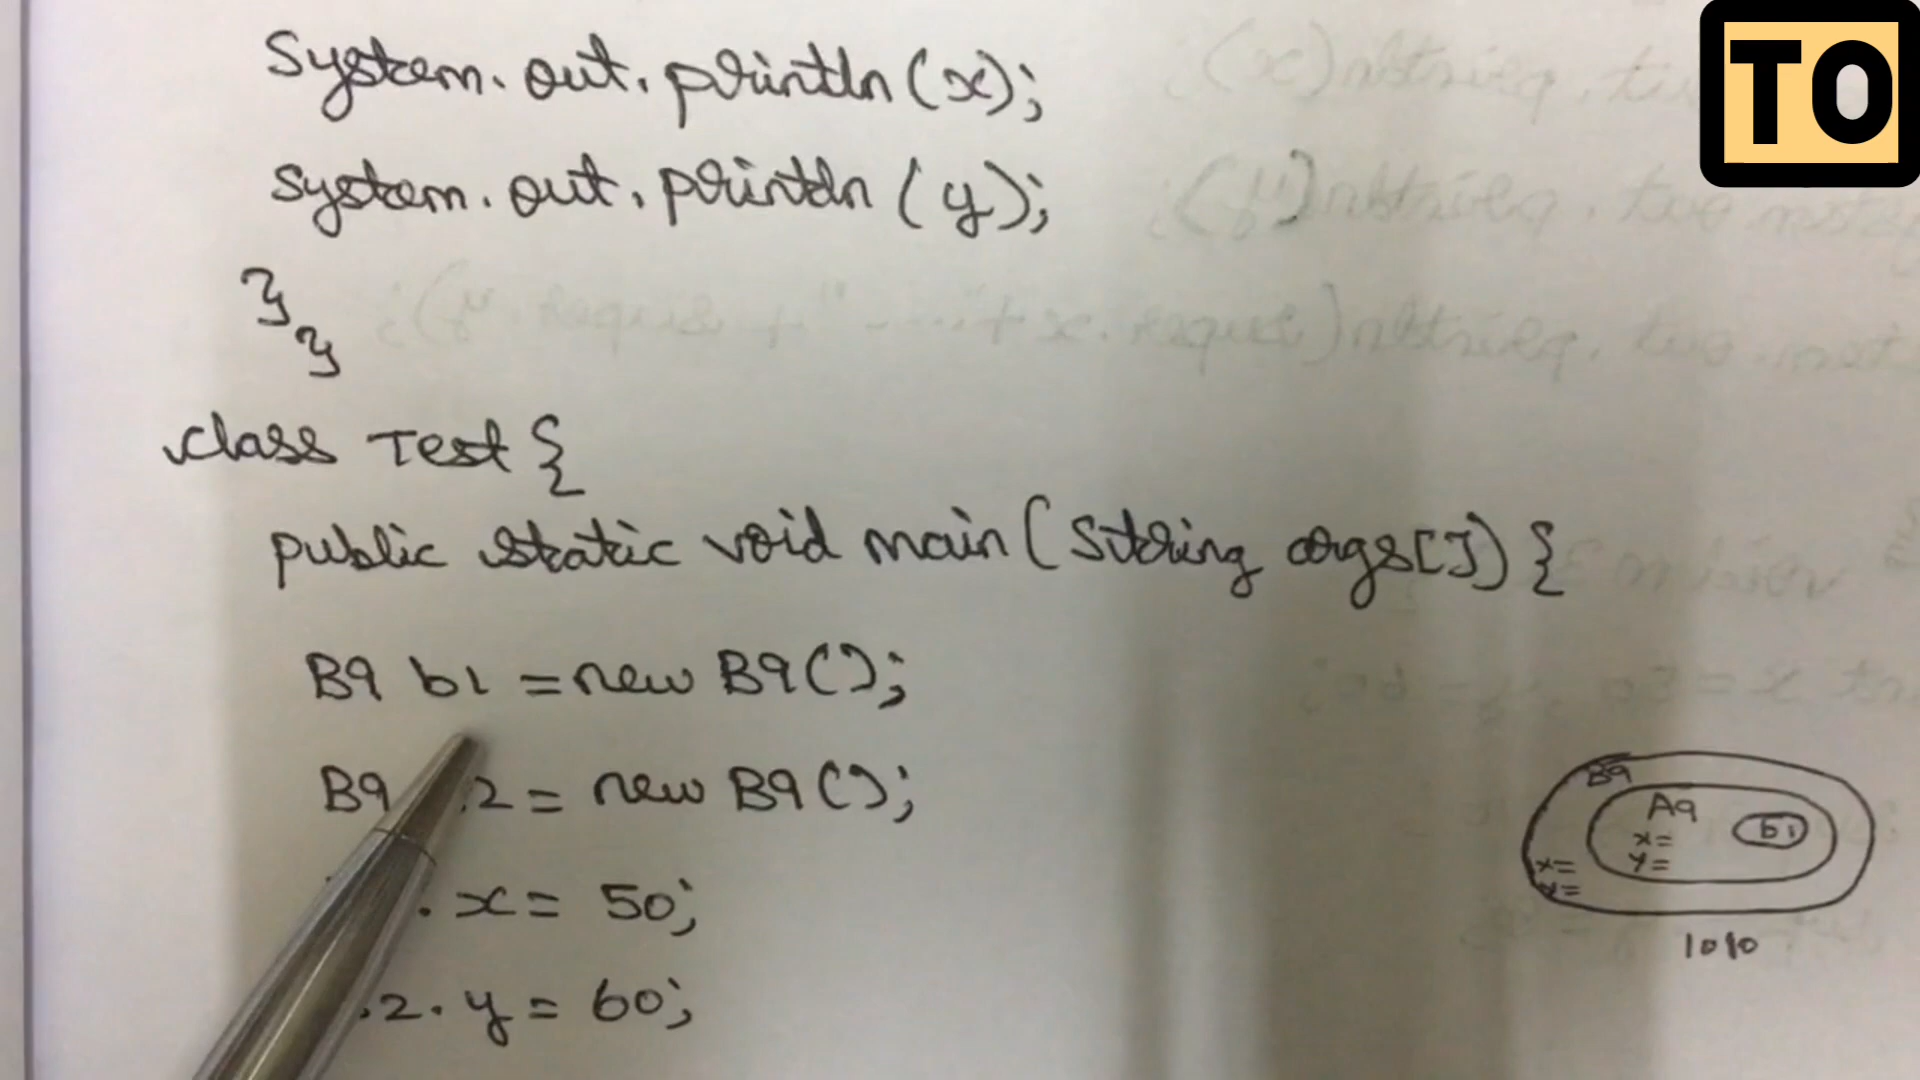 System.out.println(x);
System.out.println(y);
}
}
class Test{
public static void main(String args[]){
B9 b1 = new B9();
B9 2 = new B9();
. x = 50;
.2.y = 60;
TO
B9
A9
b1
x=
y=
x=
1010